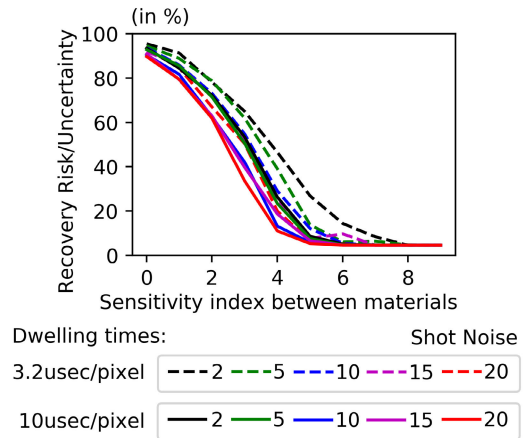 (in %)
100
80
60
40
20
0
Recovery Risk/Uncertainty
0 2 4 6 8
Sensitivity index between materials
Dwelling times: Shot Noise
3.2usec/pixel 2 5 10 15 20
10usec/pixel 2 5 10 15 20